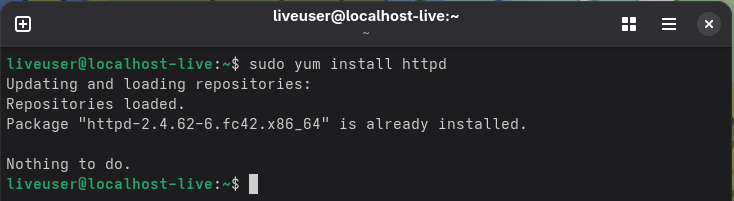 liveuser@localhost-live:~
~
liveuser@localhost-live:~$ sudo yum install httpd
Updating and loading repositories:
Repositories loaded.
Package "httpd-2.4.62-6.fc42.x86_64" is already installed.

Nothing to do.
liveuser@localhost-live:~$